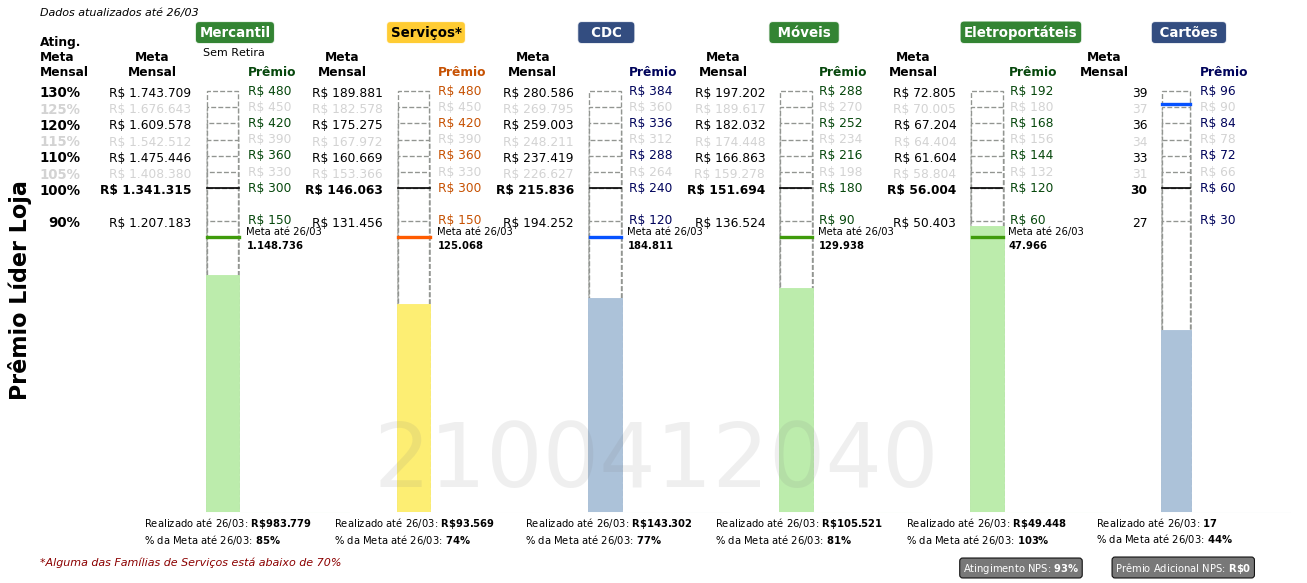 Dados atualizados até 26/03
Mercantil Serviços* CDC Móveis Eletroportáteis Cartões
Sem Retira
Ating. Meta Mensal Meta Mensal Prêmio Meta Mensal Prêmio Meta Mensal Prêmio Meta Mensal Prêmio Meta Mensal Prêmio Meta Mensal Prêmio
130% R$ 1.743.709 R$ 480 R$ 189.881 R$ 480 R$ 280.586 R$ 384 R$ 197.202 R$ 288 R$ 72.805 R$ 192 39 R$ 96
125% R$ 1.676.643 R$ 450 R$ 182.578 R$ 450 R$ 269.795 R$ 360 R$ 189.617 R$ 270 R$ 70.005 R$ 180 37 R$ 90
120% R$ 1.609.578 R$ 420 R$ 175.275 R$ 420 R$ 259.003 R$ 336 R$ 182.032 R$ 252 R$ 67.204 R$ 168 36 R$ 84
115% R$ 1.542.512 R$ 390 R$ 167.972 R$ 390 R$ 248.211 R$ 312 R$ 174.448 R$ 234 R$ 64.404 R$ 156 34 R$ 78
110% R$ 1.475.446 R$ 360 R$ 160.669 R$ 360 R$ 237.419 R$ 288 R$ 166.863 R$ 216 R$ 61.604 R$ 144 33 R$ 72
105% R$ 1.408.380 R$ 330 R$ 153.366 R$ 330 R$ 226.627 R$ 264 R$ 159.278 R$ 198 R$ 58.804 R$ 132 31 R$ 66
100% R$ 1.341.315 R$ 300 R$ 146.063 R$ 300 R$ 215.836 R$ 240 R$ 151.694 R$ 180 R$ 56.004 R$ 120 30 R$ 60
90% R$ 1.207.183 R$ 150 R$ 131.456 R$ 150 R$ 194.252 R$ 120 R$ 136.524 R$ 90 R$ 50.403 R$ 60 27 R$ 30
Meta até 26/03 Meta até 26/03 Meta até 26/03 Meta até 26/03 Meta até 26/03
1.148.736 125.068 184.811 129.938 47.966
Prêmio Líder Loja
2100412040
Realizado até 26/03: R$983.779 Realizado até 26/03: R$93.569 Realizado até 26/03: R$143.302 Realizado até 26/03: R$105.521 Realizado até 26/03: R$49.448 Realizado até 26/03: 17
% da Meta até 26/03: 85% % da Meta até 26/03: 74% % da Meta até 26/03: 77% % da Meta até 26/03: 81% % da Meta até 26/03: 103% % da Meta até 26/03: 44%
*Alguma das Famílias de Serviços está abaixo de 70%
Atingimento NPS: 93% Prêmio Adicional NPS: R$0